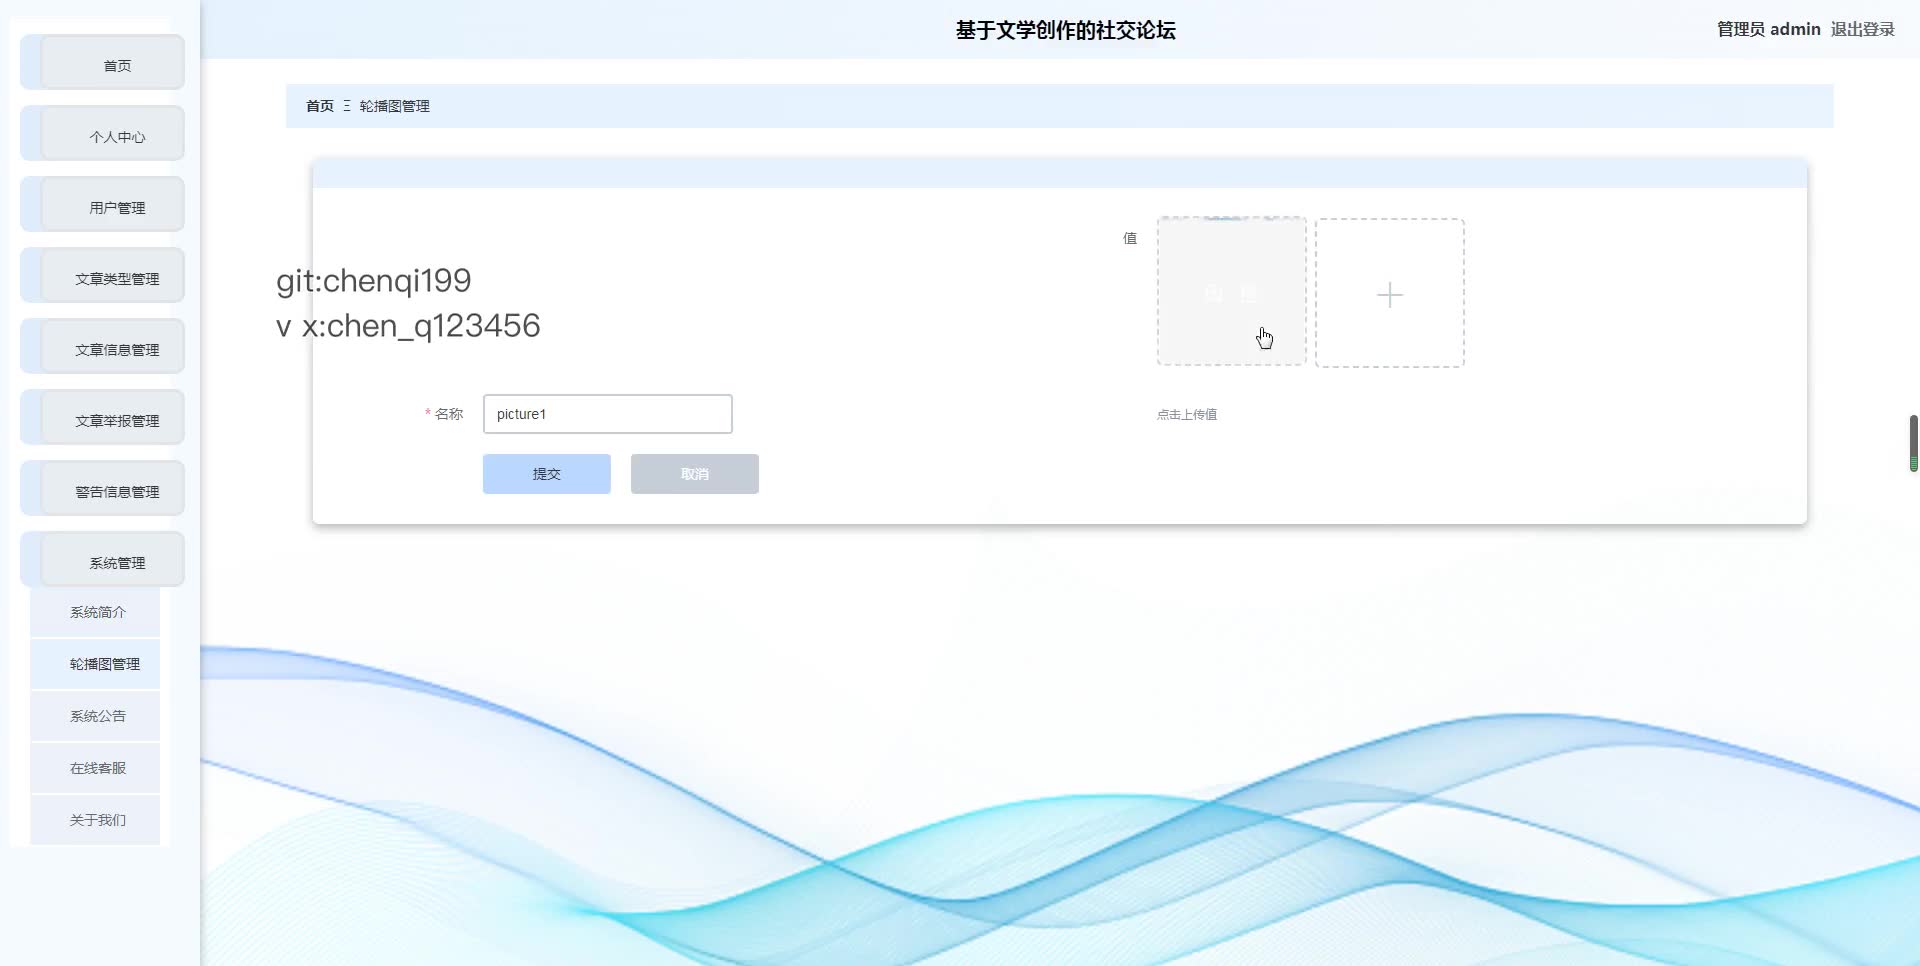 基于文学创作的社交论坛
管理员 admin 退出登录
首页
个人中心
用户管理
文章类型管理
文章信息管理
文章举报管理
警告信息管理
系统管理
系统简介
轮播图管理
系统公告
在线客服
关于我们
首页 Ξ 轮播图管理
值
git:chenqi199
v x:chen_q123456
* 名称 picture1
点击上传值
提交 取消